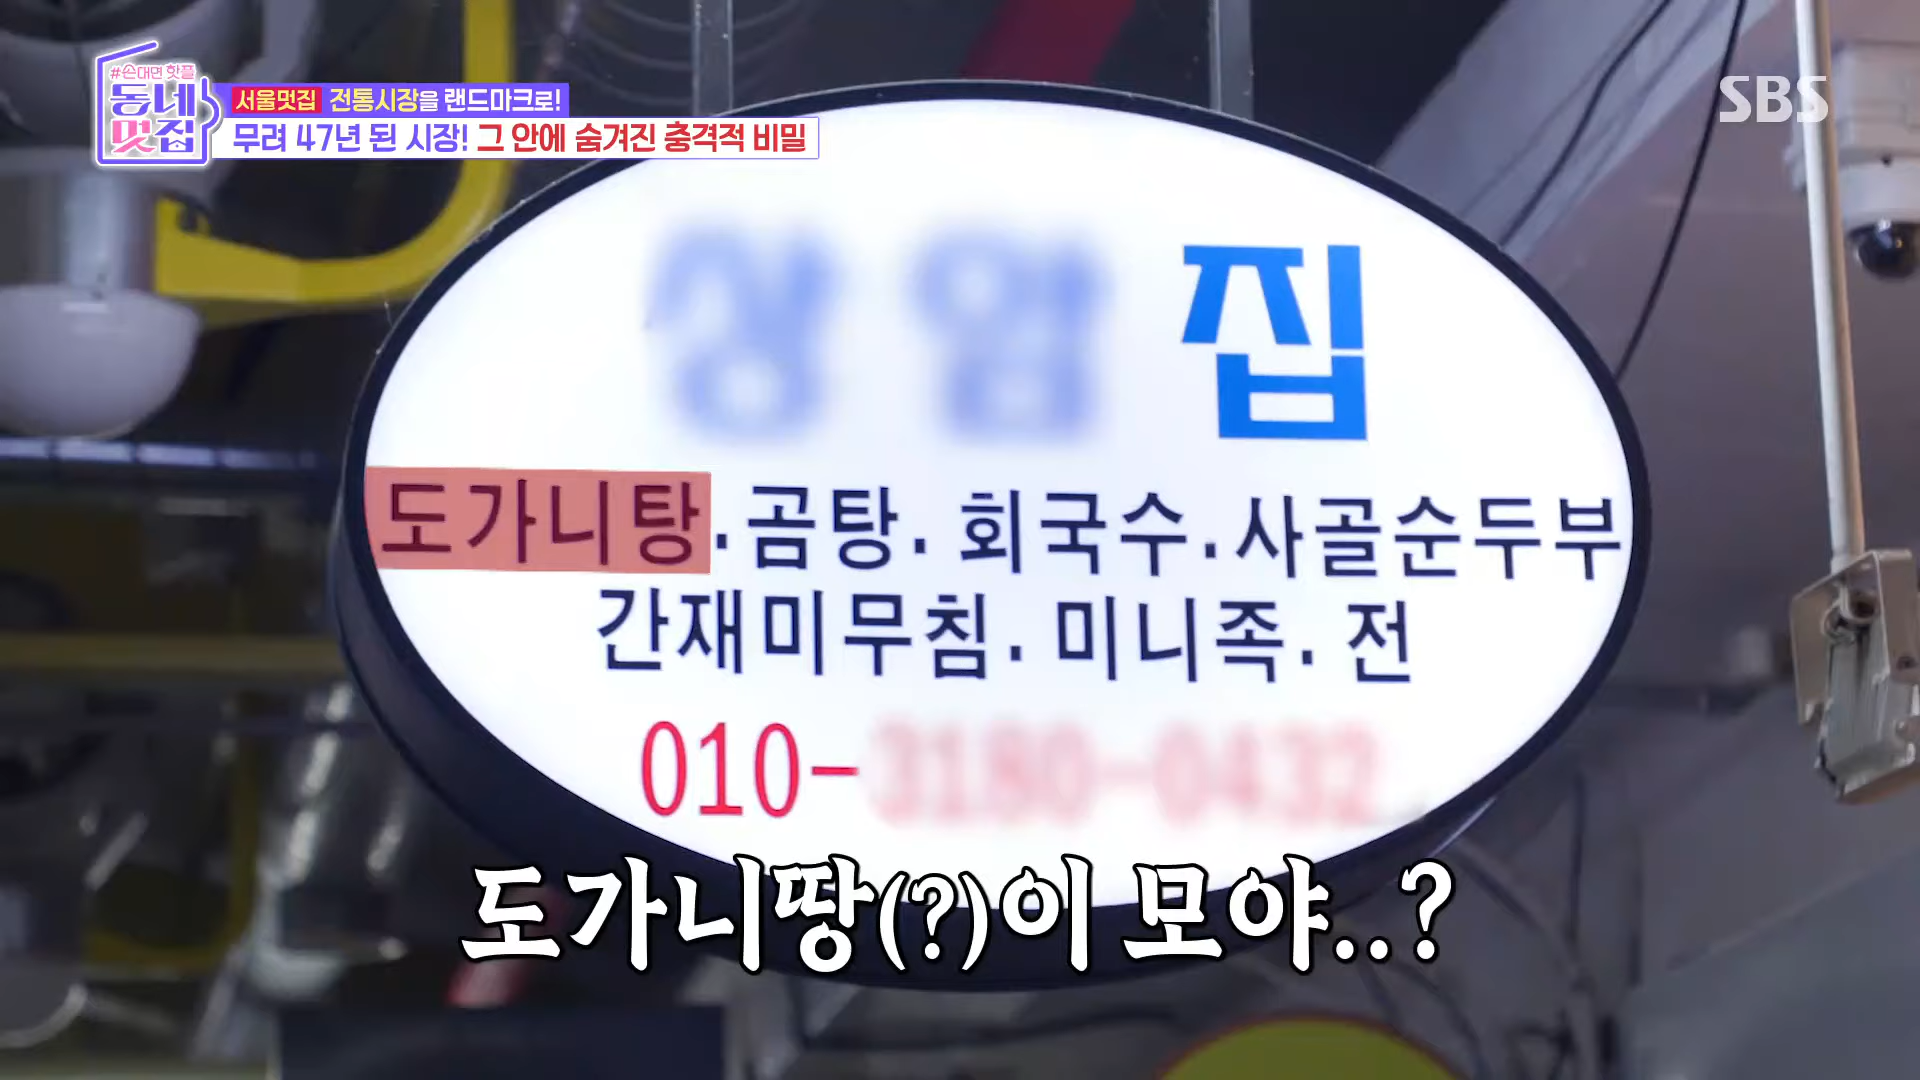 #손대면 핫플
동네
멋집
서울멋집 전통시장을 랜드마크로!
무려 47년 된 시장! 그 안에 숨겨진 충격적 비밀
SBS
집
도가니탕.곰탕.회국수.사골순두부
간재미무침.미니족.전
010-
도가니땅(?)이 모야..?